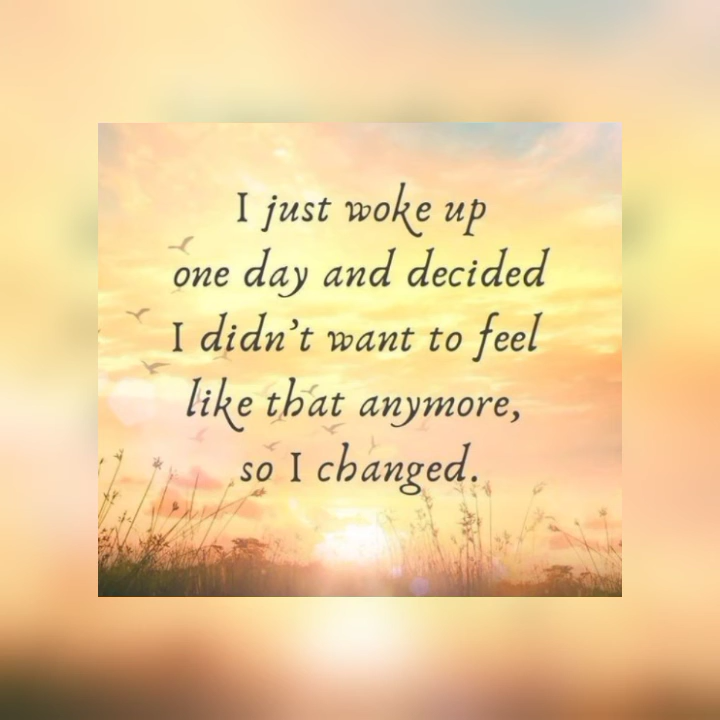 I just woke up
one day and decided
I didn't want to feel
like that anymore,
so I changed.